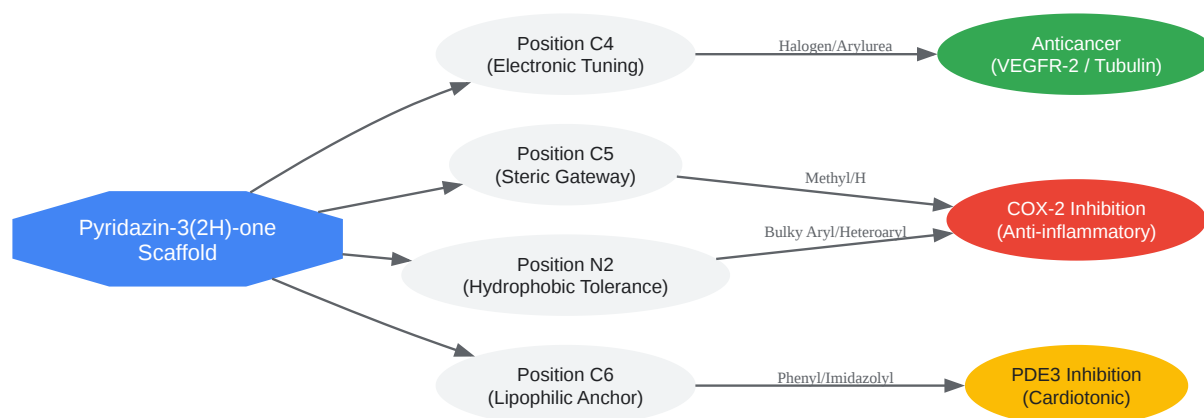 Pyridazin-3(2H)-one
Scaffold
Position C4
(Electronic Tuning)
Halogen/Arylurea
Anticancer
(VEGFR-2 / Tubulin)
Position C5
(Steric Gateway)
Methyl/H
COX-2 Inhibition
(Anti-inflammatory)
Position N2
(Hydrophobic Tolerance)
Bulky Aryl/Heteroaryl
Position C6
(Lipophilic Anchor)
Phenyl/Imidazolyl
PDE3 Inhibition
(Cardiotonic)